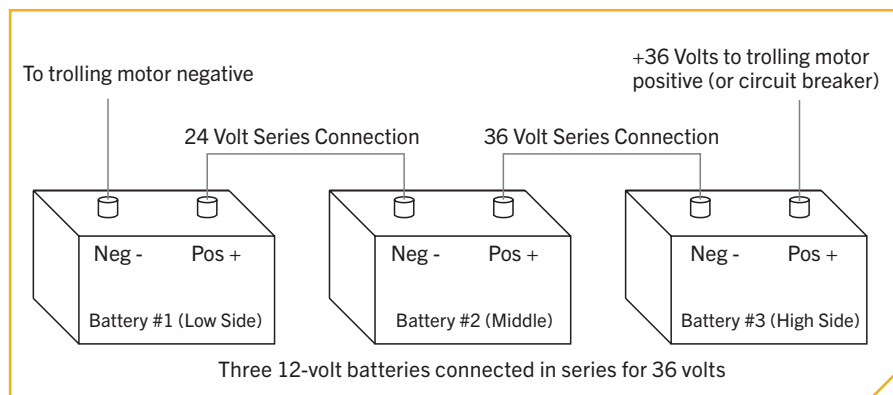 To trolling motor negative
+36 Volts to trolling motor
positive (or circuit breaker)
24 Volt Series Connection
36 Volt Series Connection
Neg - Pos +
Neg - Pos +
Neg - Pos +
Battery #1 (Low Side)
Battery #2 (Middle)
Battery #3 (High Side)
Three 12-volt batteries connected in series for 36 volts